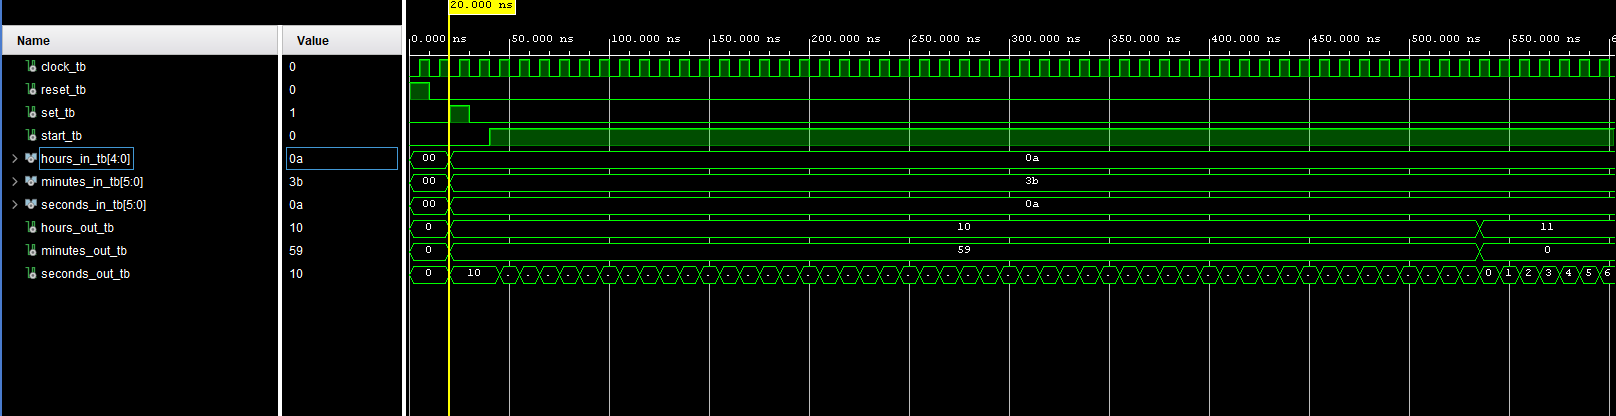 20.000 ns
Name Value 0.000 ns 50.000 ns 100.000 ns 150.000 ns 200.000 ns 250.000 ns 300.000 ns 350.000 ns 400.000 ns 450.000 ns 500.000 ns 550.000 ns
clock_tb 0
reset_tb 0
set_tb 1
start_tb 0
hours_in_tb[4:0] 0a 00 0a
minutes_in_tb[5:0] 3b 00 3b
seconds_in_tb[5:0] 0a 00 0a
hours_out_tb 10 0 10 11
minutes_out_tb 59 0 59 0
seconds_out_tb 10 0 10 0 1 2 3 4 5 6